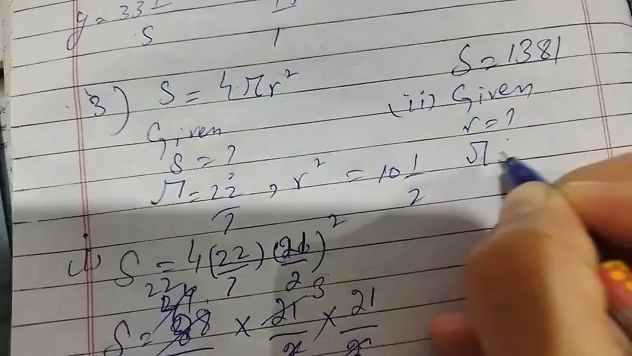 y = 33
S
1
3) S = 4πr²
Given
S = ?
π = 22/7, r² = 10 1/2
i) S = 4(22/7)(21/2)²
S = × 21 × 21
S = 1381
(ii) Given
r = ?
π